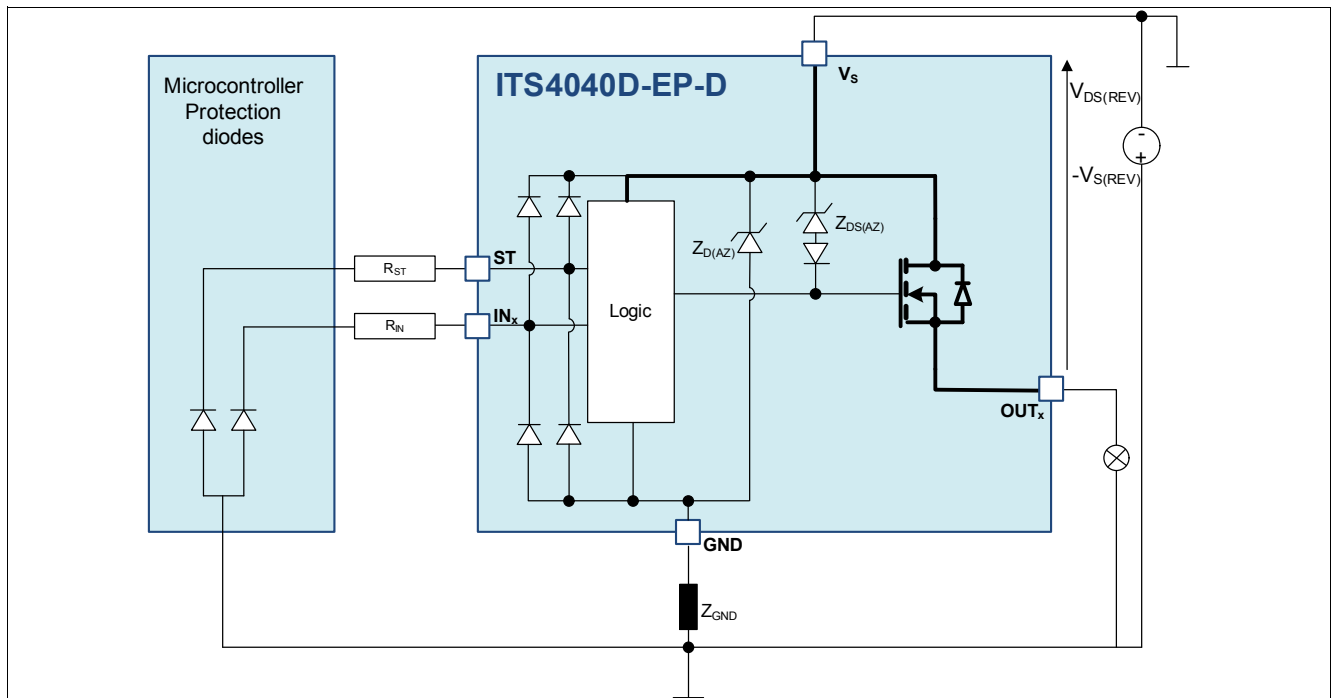 Microcontroller
Protection
diodes
ITS4040D-EP-D
VS
VDS(REV)
-
+
-VS(REV)
ZDS(AZ)
ZD(AZ)
RST
ST
Logic
RIN
INx
OUTx
GND
ZGND